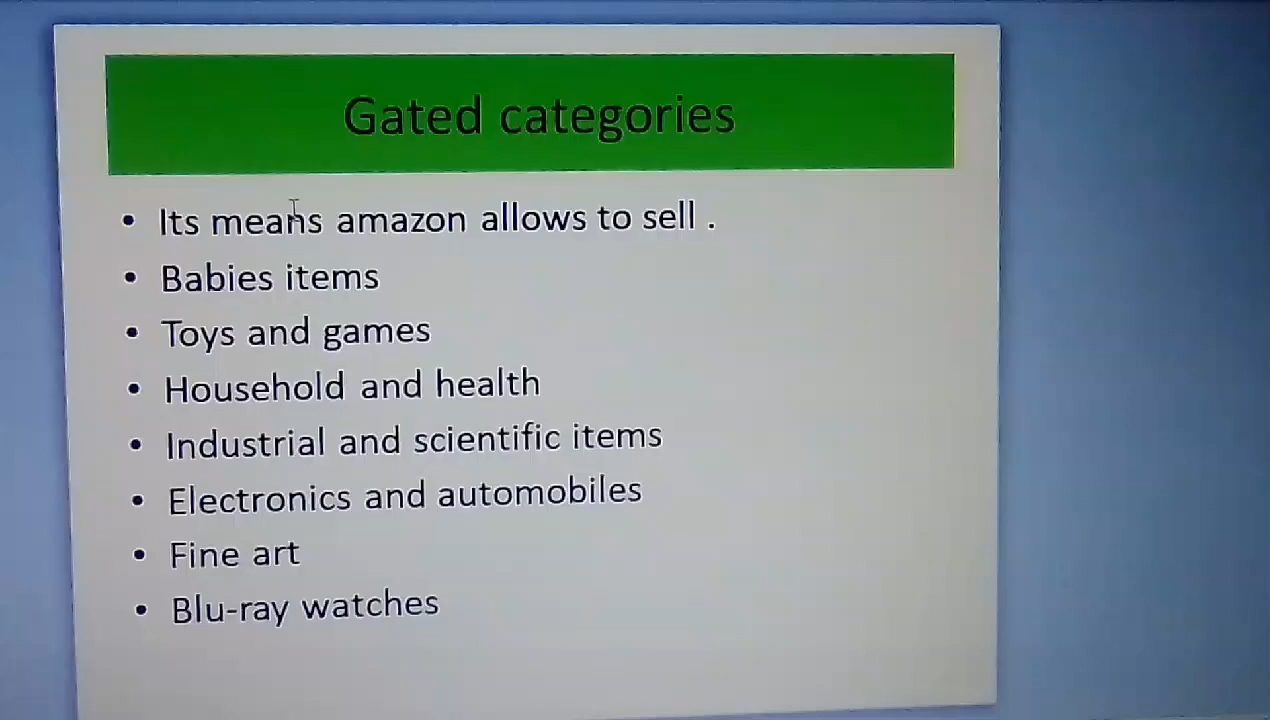 Gated categories
• Its means amazon allows to sell .
• Babies items
• Toys and games
• Household and health
• Industrial and scientific items
• Electronics and automobiles
• Fine art
• Blu-ray watches